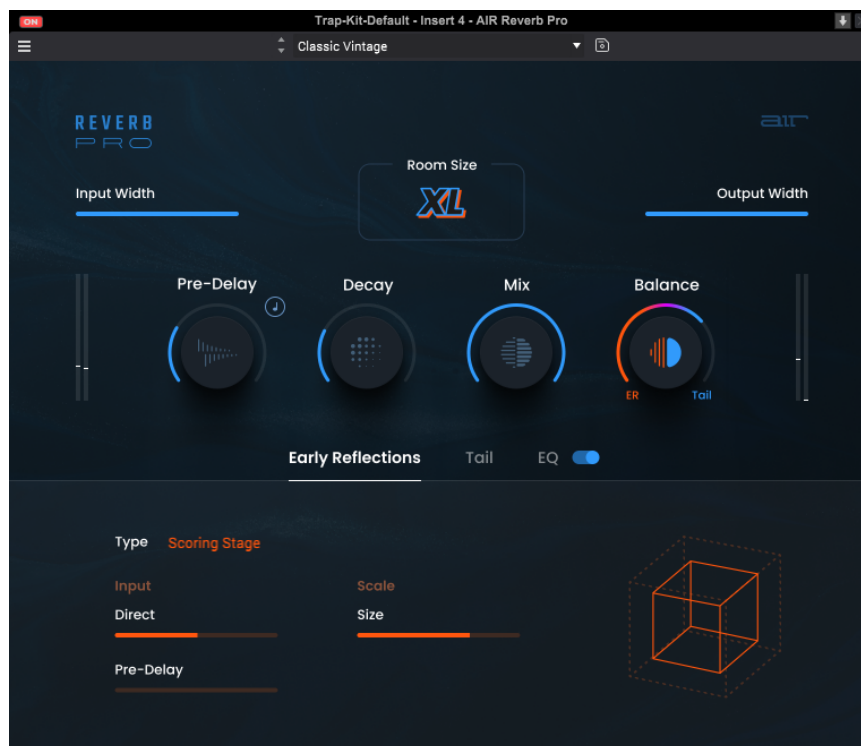 ON
Trap-Kit-Default - Insert 4 - AIR Reverb Pro
Classic Vintage
REVERB
PRO
air
Room Size
XL
Input Width
Output Width
Pre-Delay
Decay
Mix
Balance
ER
Tail
Early Reflections
Tail
EQ
Type
Scoring Stage
Input
Scale
Direct
Size
Pre-Delay